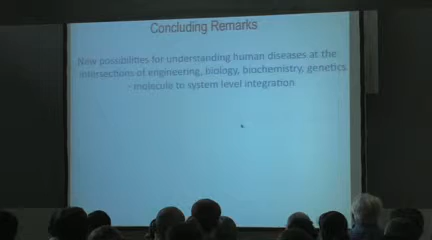 Concluding Remarks
New possibilities for understanding human diseases at the
intersections of engineering, biology, biochemistry, genetics
- molecule to system level integration